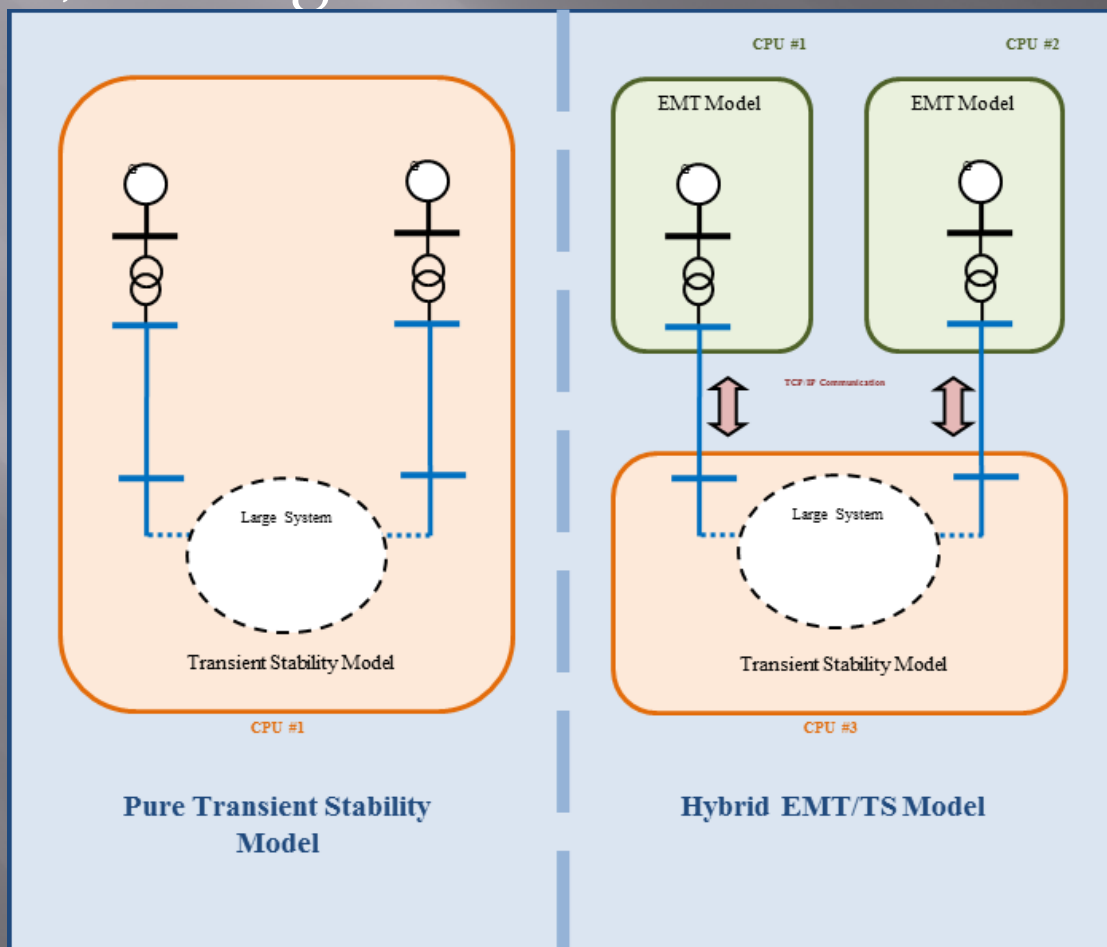 CPU #1
CPU #2
EMT Model
EMT Model
TCP/IP Communication
Large System
Large System
Transient Stability Model
Transient Stability Model
CPU #1
CPU #3
Pure Transient Stability
Model
Hybrid EMT/TS Model